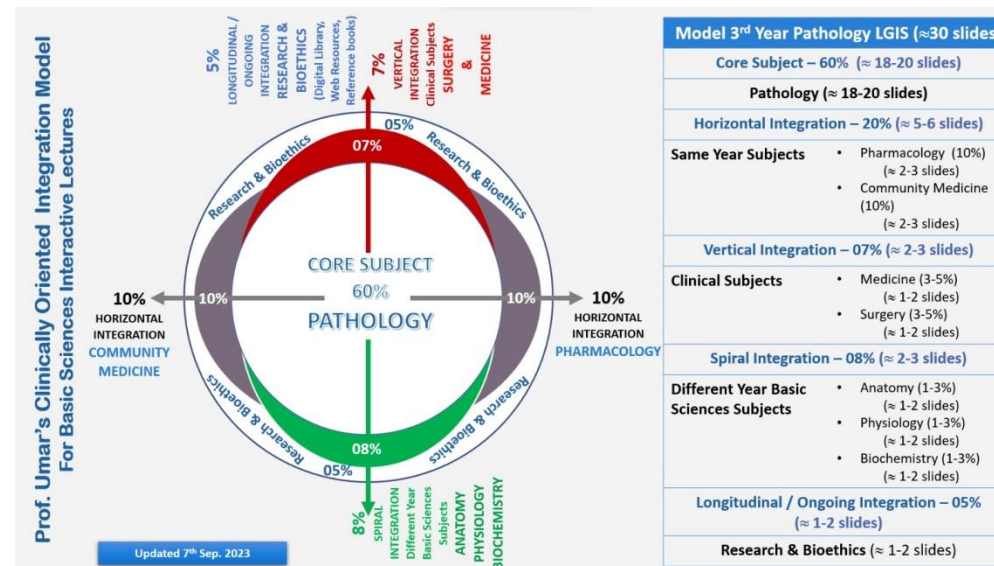 Prof. Umar's Clinically Oriented Integration Model
For Basic Sciences Interactive Lectures
5%
LONGITUDINAL /
ONGOING
INTEGRATION
RESEARCH &
BIOETHICS
(Digital Library,
Web Resources,
Reference books)
7%
VERTICAL
INTEGRATION
Clinical Subjects
SURGERY
&
MEDICINE
05%
Research & Bioethics
Research & Bioethics
07%
CORE SUBJECT
60%
PATHOLOGY
10%
10%
10%
HORIZONTAL
INTEGRATION
COMMUNITY
MEDICINE
10%
HORIZONTAL
INTEGRATION
PHARMACOLOGY
Research & Bioethics
Research & Bioethics
08%
05%
8%
SPIRAL
INTEGRATION
Different Year
Basic Sciences
Subjects
ANATOMY
PHYSIOLOGY
BIOCHEMISTRY
Updated 7th Sep. 2023
Model 3rd Year Pathology LGIS (≈30 slides
Core Subject – 60% (≈ 18-20 slides)
Pathology (≈ 18-20 slides)
Horizontal Integration – 20% (≈ 5-6 slides)
Same Year Subjects
• Pharmacology (10%)
(≈ 2-3 slides)
• Community Medicine
(10%)
(≈ 2-3 slides)
Vertical Integration – 07% (≈ 2-3 slides)
Clinical Subjects
• Medicine (3-5%)
(≈ 1-2 slides)
• Surgery (3-5%)
(≈ 1-2 slides)
Spiral Integration – 08% (≈ 2-3 slides)
Different Year Basic
Sciences Subjects
• Anatomy (1-3%)
(≈ 1-2 slides)
• Physiology (1-3%)
(≈ 1-2 slides)
• Biochemistry (1-3%)
(≈ 1-2 slides)
Longitudinal / Ongoing Integration – 05%
(≈ 1-2 slides)
Research & Bioethics (≈ 1-2 slides)